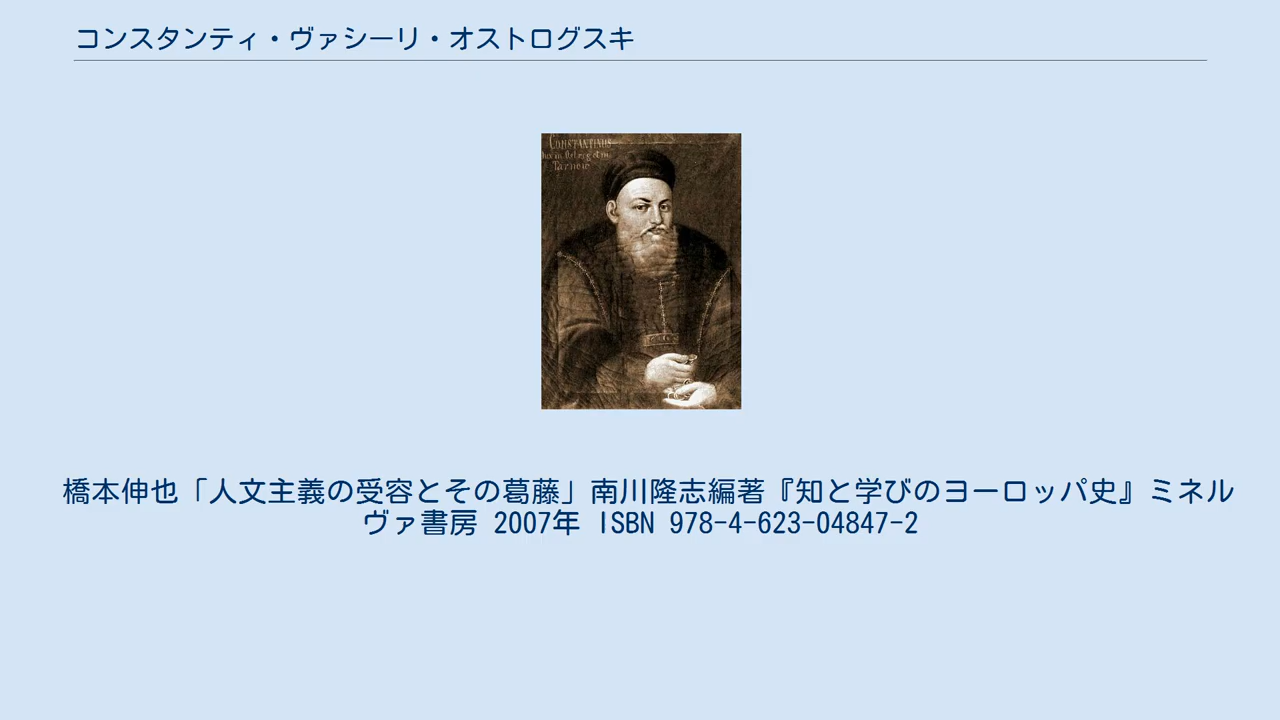 コンスタンティ・ヴァシーリ・オストログスキ
CONSTANTINUS
Tarnow
橋本伸也「人文主義の受容とその葛藤」南川隆志編著『知と学びのヨーロッパ史』ミネル
ヴァ書房 2007年 ISBN 978-4-623-04847-2